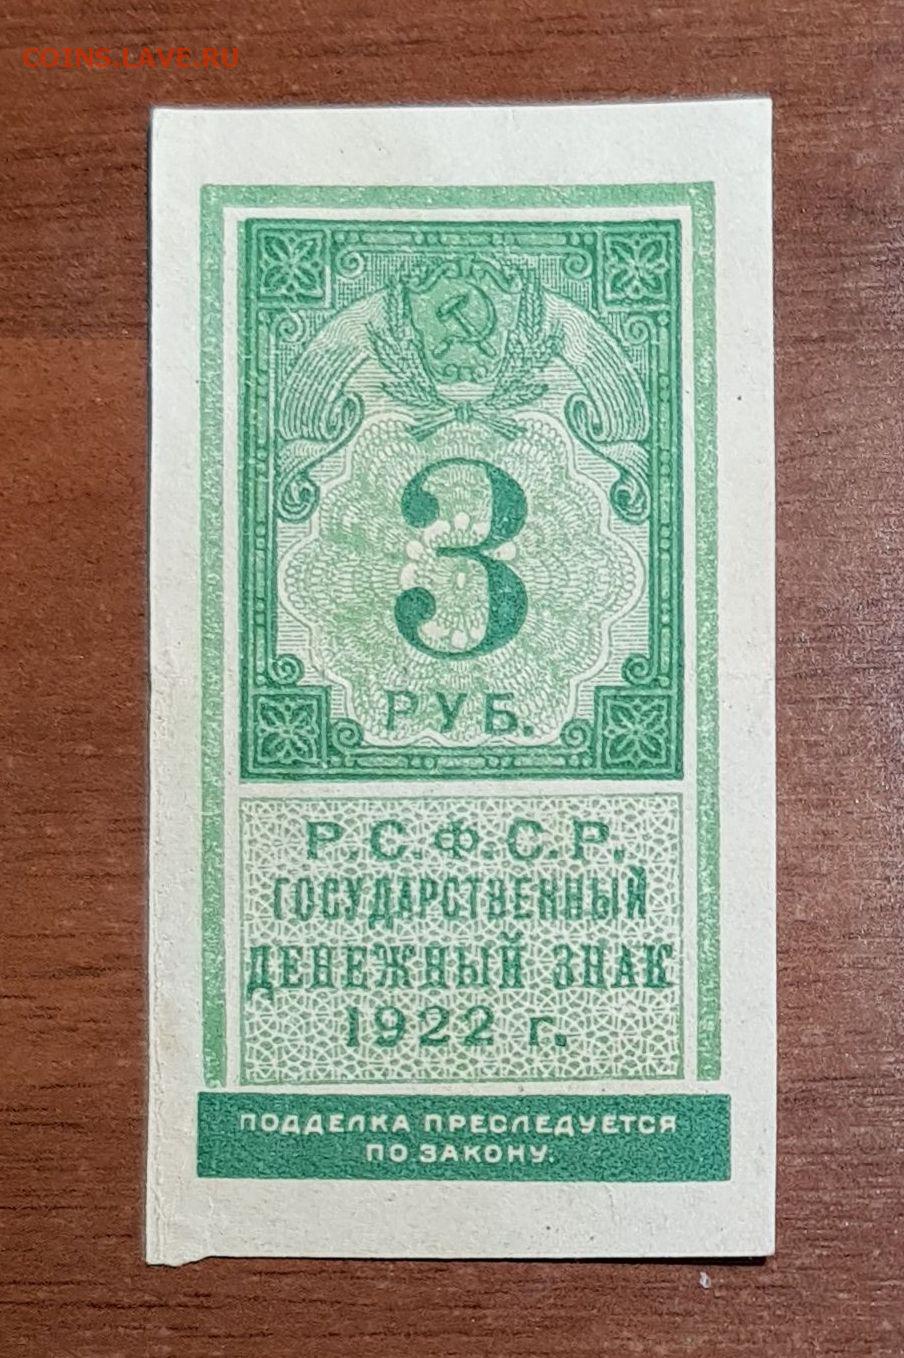 COINS.LAVE.RU
3
РУБ.
Р.С.Ф.С.Р.
ГОСУДАРСТВЕННЫЙ
ДЕНЕЖНЫЙ ЗНАК
1922 г.
ПОДДЕЛКА ПРЕСЛЕДУЕТСЯ
ПО ЗАКОНУ.